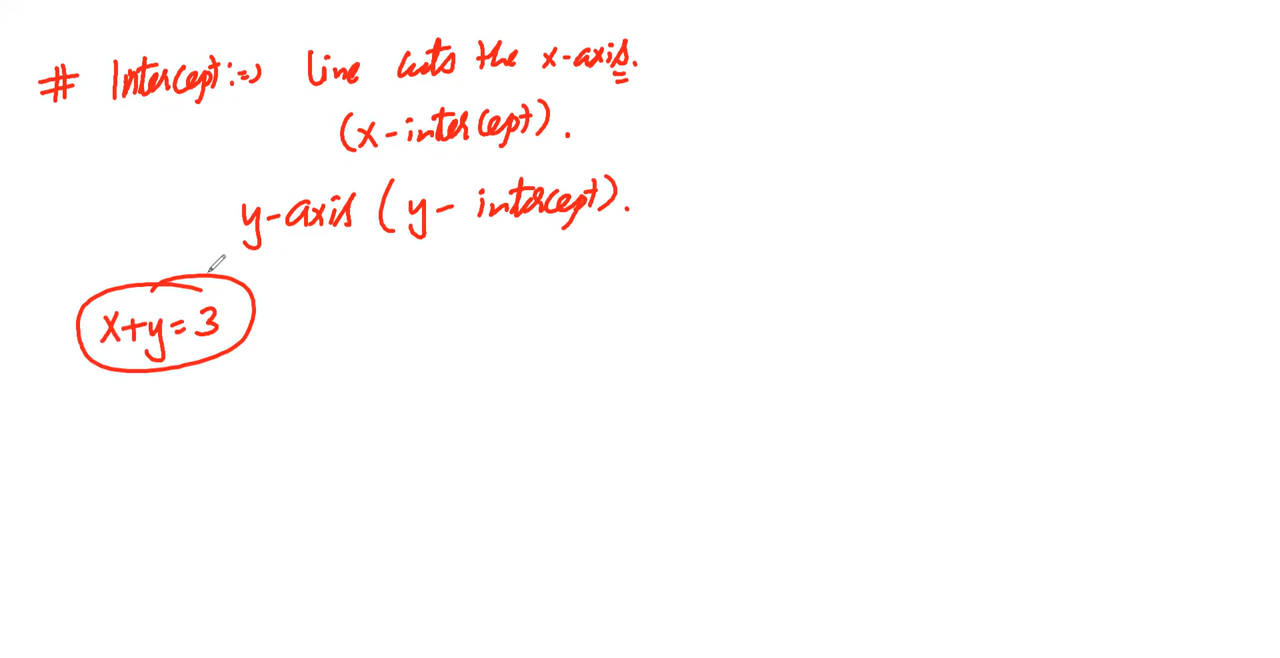 # Intercept :⇒ Line cuts the x-axis.
(x-intercept).
y-axis (y-intercept).
x+y=3